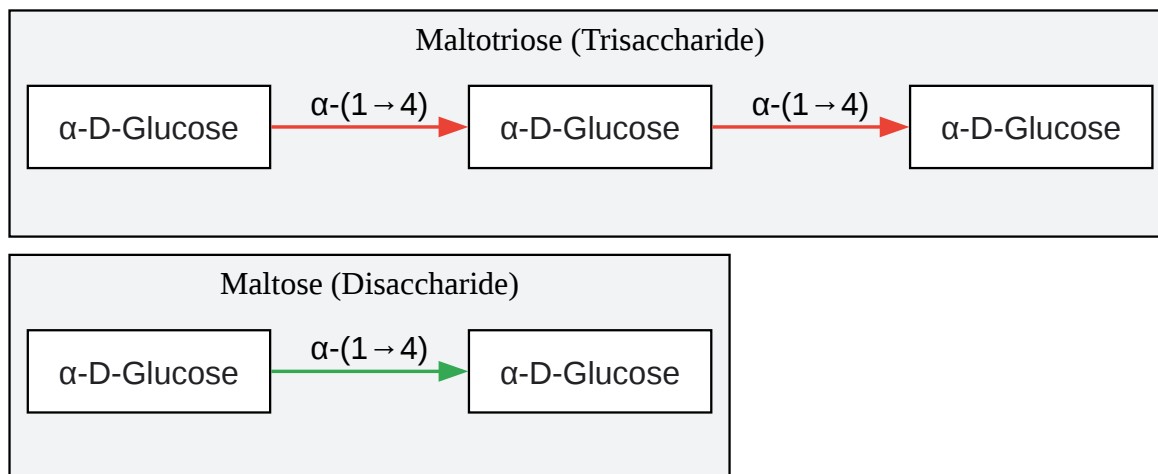 Maltotriose (Trisaccharide)
α-D-Glucose α-(1→4) α-D-Glucose α-(1→4) α-D-Glucose
Maltose (Disaccharide)
α-D-Glucose α-(1→4) α-D-Glucose